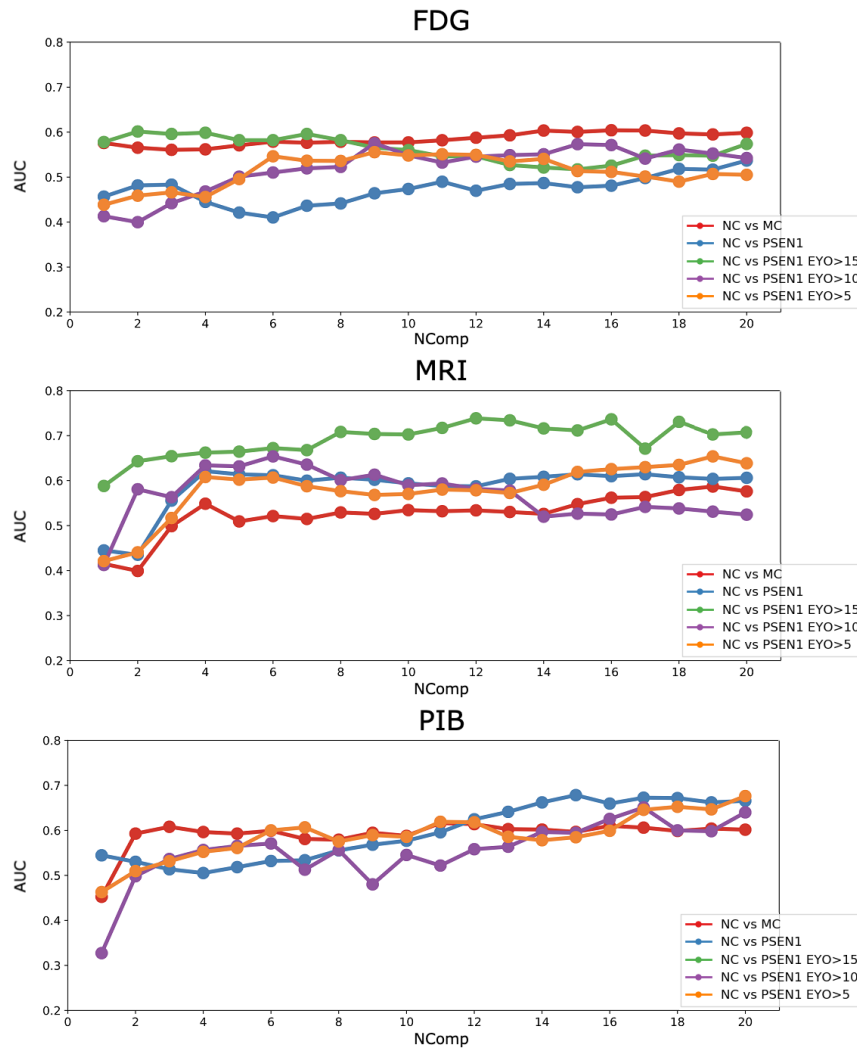 FDG
0.8
0.7
0.6
0.5
0.4
0.3
0.2
AUC
NC vs MC
NC vs PSEN1
NC vs PSEN1 EYO>15
NC vs PSEN1 EYO>10
NC vs PSEN1 EYO>5
0 2 4 6 8 10 12 14 16 18 20
NComp
MRI
0.8
0.7
0.6
0.5
0.4
0.3
0.2
AUC
NC vs MC
NC vs PSEN1
NC vs PSEN1 EYO>15
NC vs PSEN1 EYO>10
NC vs PSEN1 EYO>5
0 2 4 6 8 10 12 14 16 18 20
NComp
PIB
0.8
0.7
0.6
0.5
0.4
0.3
0.2
AUC
NC vs MC
NC vs PSEN1
NC vs PSEN1 EYO>15
NC vs PSEN1 EYO>10
NC vs PSEN1 EYO>5
0 2 4 6 8 10 12 14 16 18 20
NComp